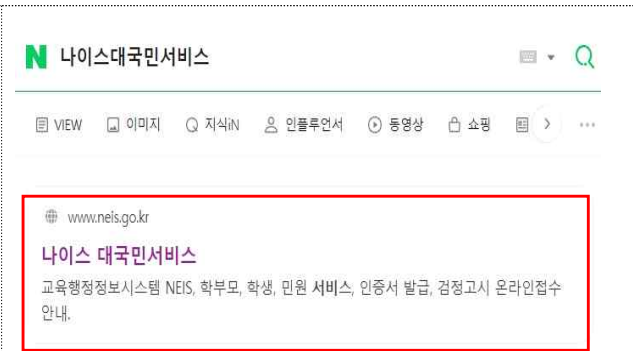 N 나이스대국민서비스
VIEW 이미지 지식iN 인플루언서 동영상 쇼핑
www.neis.go.kr
나이스 대국민서비스
교육행정정보시스템 NEIS, 학부모, 학생, 민원 서비스, 인증서 발급, 검정고시 온라인접수
안내.